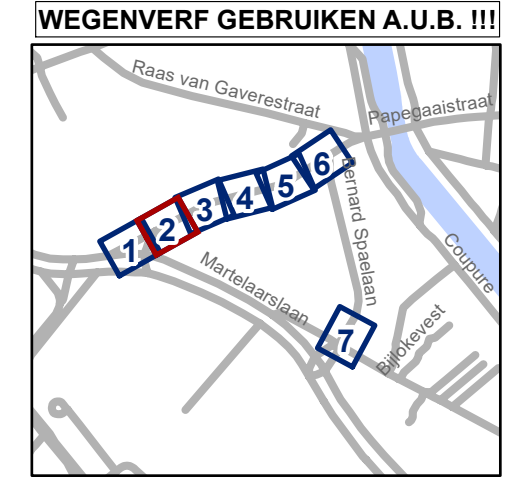 WEGENVERF GEBRUIKEN A.U.B. !!!
Raas van Gaverestraat
Papegaaistraat
6
5
4
3
2
1
Bernard Spaelaan
Coupure
Martelaarslaan
7
Bijlokevest